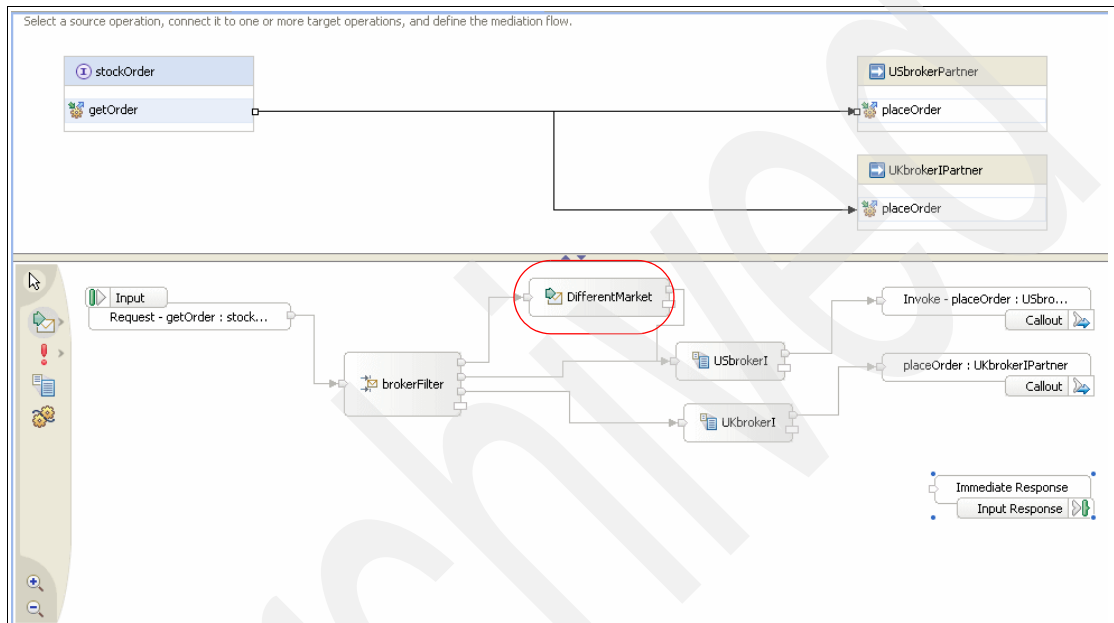 Select a source operation, connect it to one or more target operations, and define the mediation flow.
stockOrder
getOrder
USbrokerPartner
placeOrder
UKbrokerIPartner
placeOrder
Input
Request - getOrder : stock...
brokerFilter
DifferentMarket
USbrokerI
UKbrokerI
Invoke - placeOrder : USbro...
Callout
placeOrder : UKbrokerIPartner
Callout
Immediate Response
Input Response